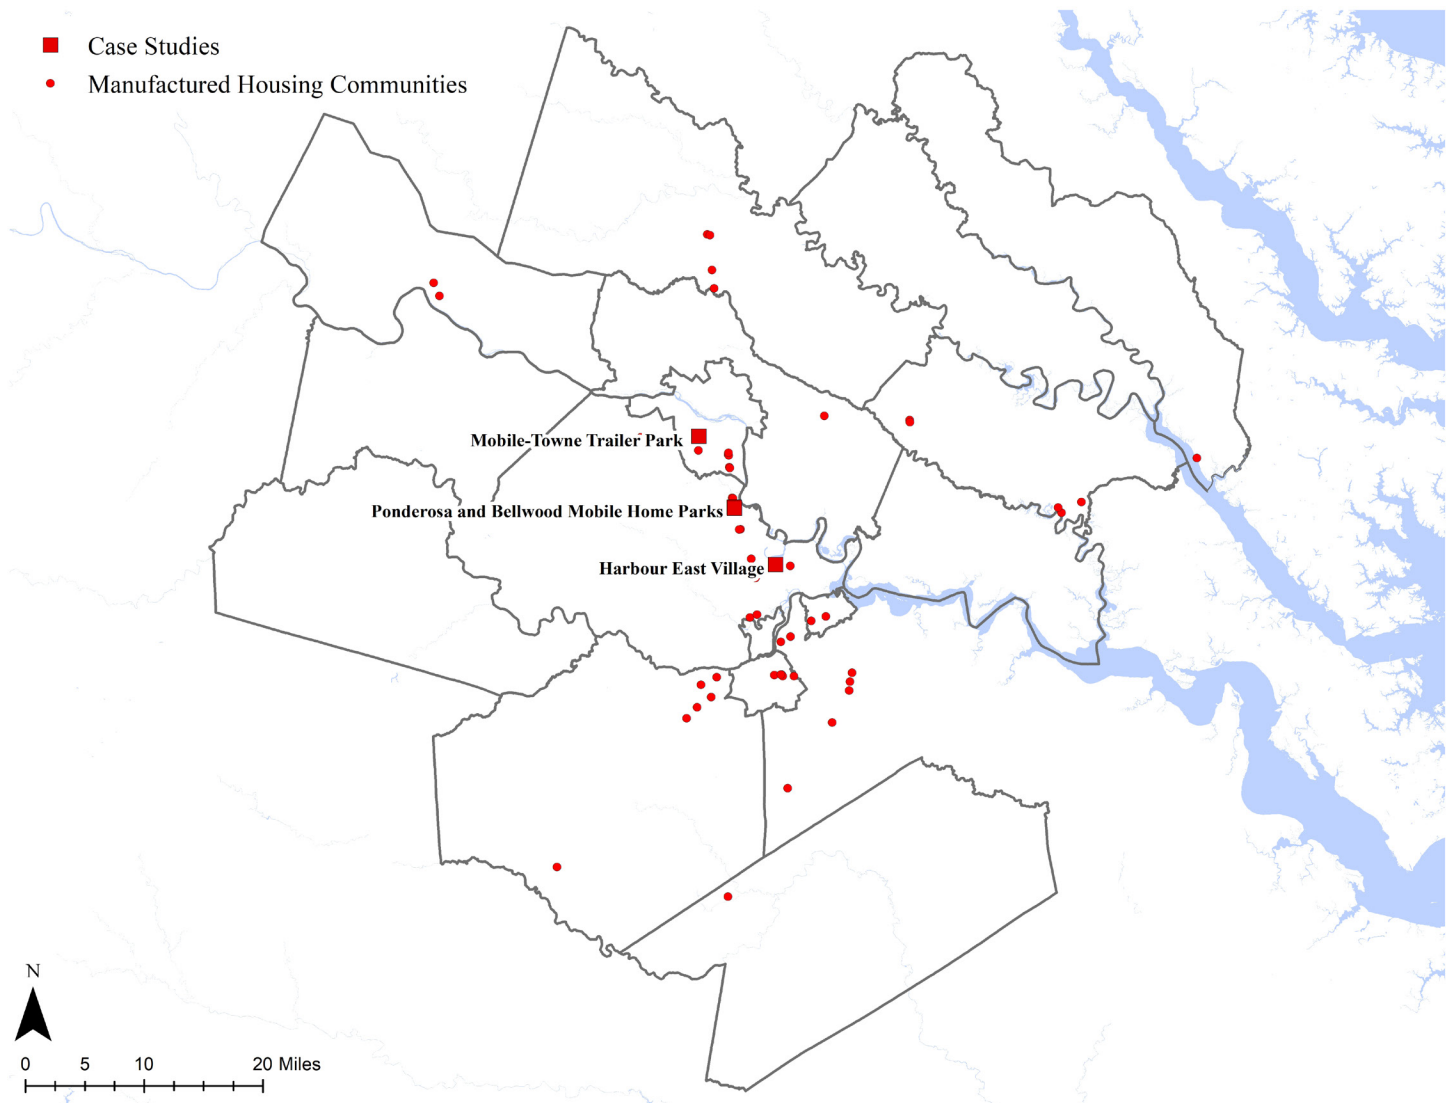 Case Studies
Manufactured Housing Communities
Mobile-Towne Trailer Park
Ponderosa and Bellwood Mobile Home Parks
Harbour East Village
N
0 5 10 20 Miles